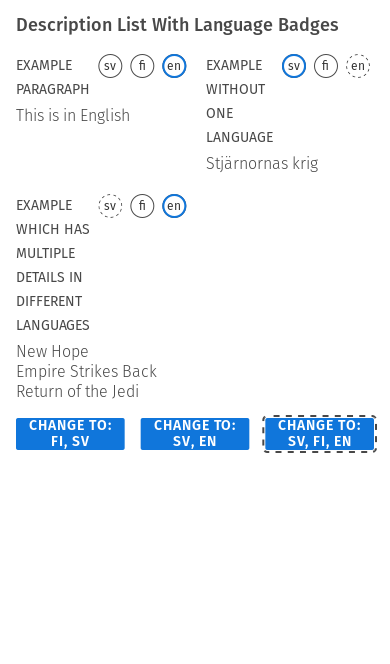 Description List With Language Badges
EXAMPLE PARAGRAPH
sv fi en
This is in English
EXAMPLE WITHOUT ONE LANGUAGE
sv fi en
Stjärnornas krig
EXAMPLE WHICH HAS MULTIPLE DETAILS IN DIFFERENT LANGUAGES
sv fi en
New Hope
Empire Strikes Back
Return of the Jedi
CHANGE TO: FI, SV
CHANGE TO: SV, EN
CHANGE TO: SV, FI, EN